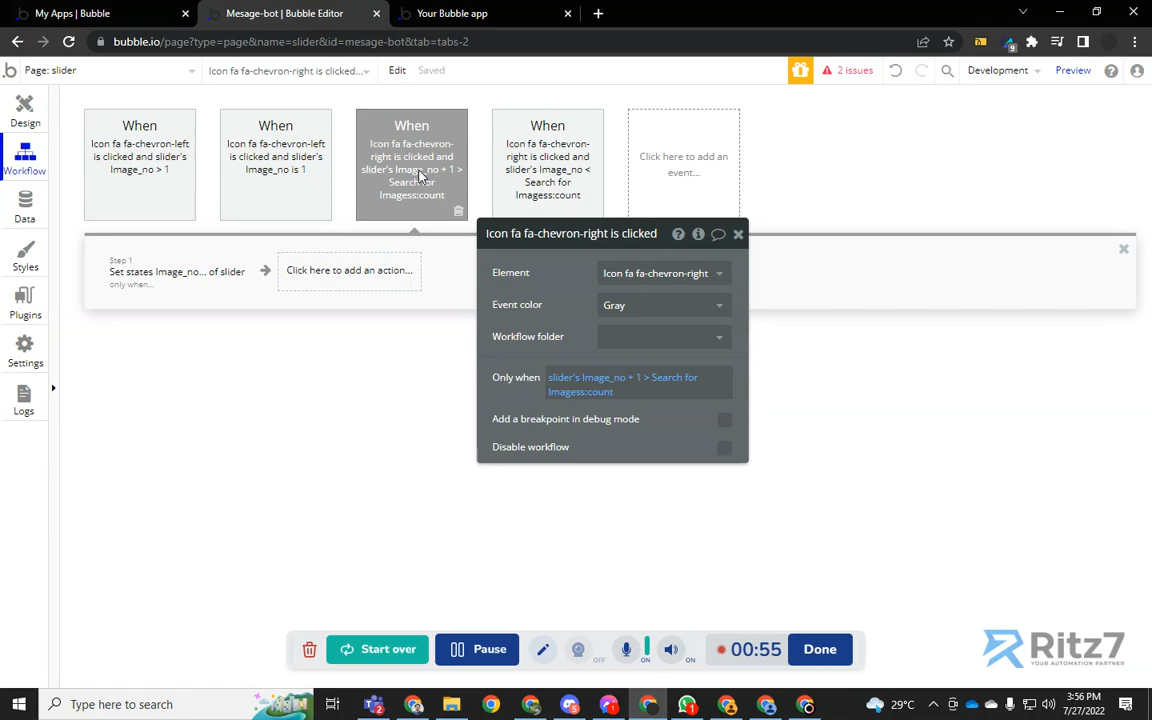 My Apps | Bubble
Mesage-bot | Bubble Editor
Your Bubble app
bubble.io/page?type=page&name=slider&id=mesage-bot&tab=tabs-2
9
b
Page: slider
Icon fa fa-chevron-right is clicked...
Edit
Saved
2 issues
Development
Preview
Design
Workflow
Data
Styles
Plugins
Settings
Logs
When
Icon fa fa-chevron-left
is clicked and slider's
Image_no > 1
When
Icon fa fa-chevron-left
is clicked and slider's
Image_no is 1
When
Icon fa fa-chevron-
right is clicked and
slider's Image_no + 1 >
Search for
Imagess:count
When
Icon fa fa-chevron-
right is clicked and
slider's Image_no <
Search for
Imagess:count
Click here to add an
event...
Step 1
Set states Image_no... of slider
only when...
Click here to add an action...
Icon fa fa-chevron-right is clicked
Element
Icon fa fa-chevron-right
Event color
Gray
Workflow folder
Only when
slider's Image_no + 1 > Search for
Imagess:count
Add a breakpoint in debug mode
Disable workflow
Start over
Pause
OFF
ON
ON
00:55
Done
Ritz7
YOUR AUTOMATION PARTNER
Type here to search
29°C
3:56 PM
7/27/2022